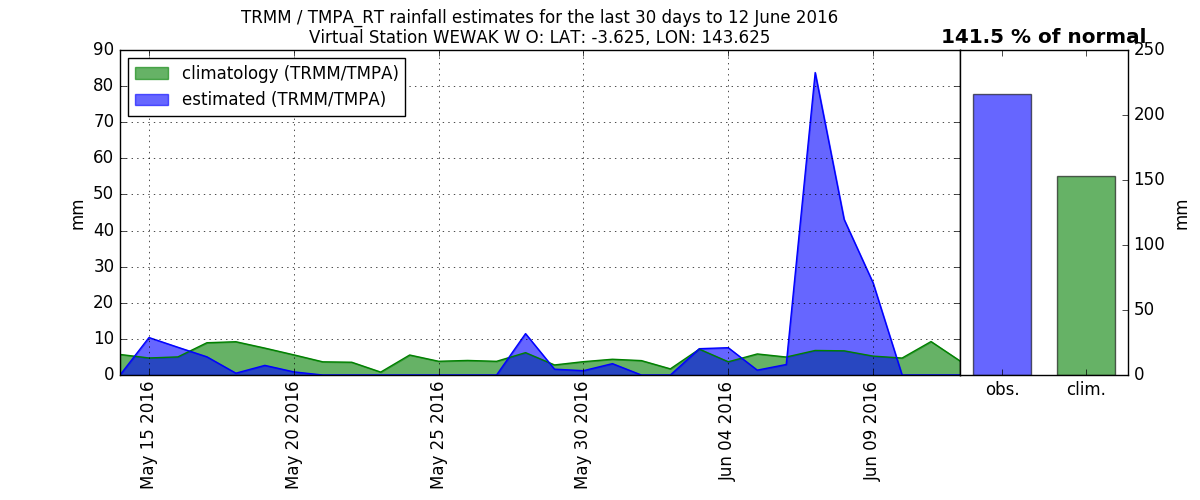 TRMM / TMPA_RT rainfall estimates for the last 30 days to 12 June 2016
Virtual Station WEWAK W O: LAT: -3.625, LON: 143.625
141.5 % of normal
climatology (TRMM/TMPA)
estimated (TRMM/TMPA)
mm
90
80
70
60
50
40
30
20
10
0
May 15 2016
May 20 2016
May 25 2016
May 30 2016
Jun 04 2016
Jun 09 2016
250
200
150
100
50
0
mm
obs.
clim.